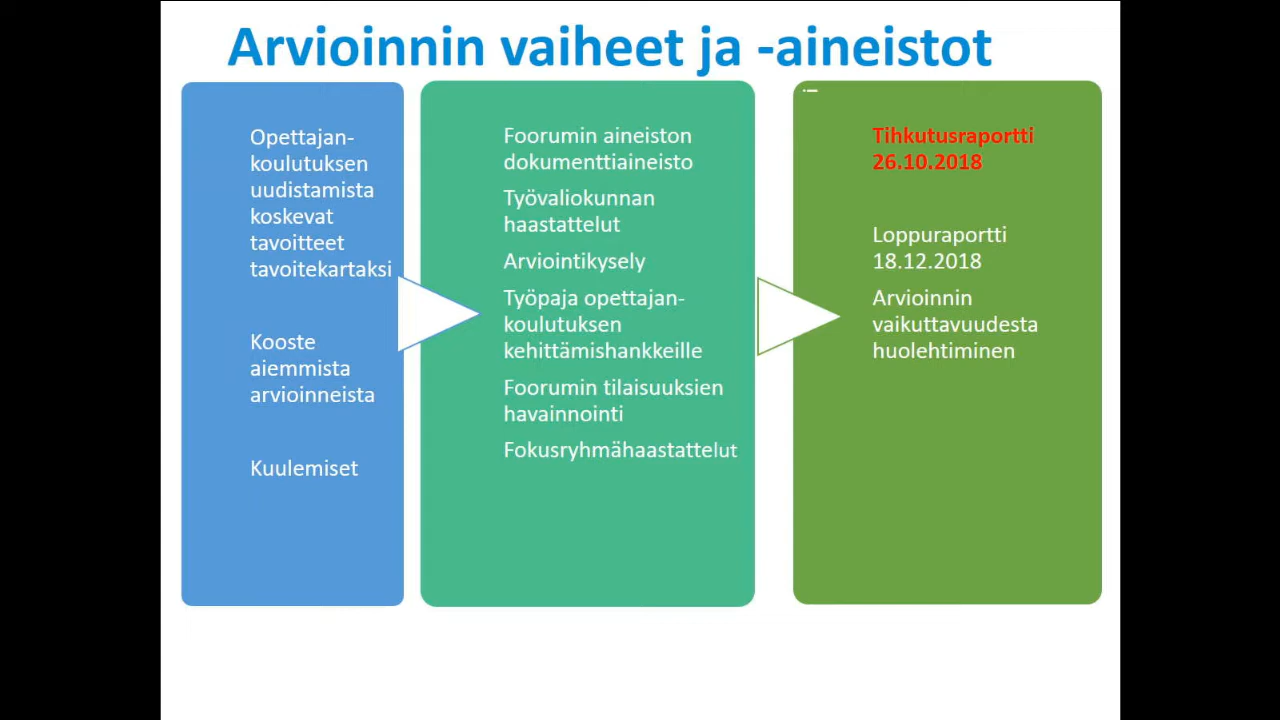 Arvioinnin vaiheet ja -aineistot
Opettajan-
koulutuksen
uudistamista
koskevat
tavoitteet
tavoitekartaksi
Kooste
aiemmista
arvioinneista
Kuulemiset
Foorumin aineiston
dokumenttiaineisto
Työvaliokunnan
haastattelut
Arviointikysely
Työpaja opettajan-
koulutuksen
kehittämishankkeille
Foorumin tilaisuuksien
havainnointi
Fokusryhmähaastattelut
Tihkutusraportti
26.10.2018
Loppuraportti
18.12.2018
Arvioinnin
vaikuttavuudesta
huolehtiminen